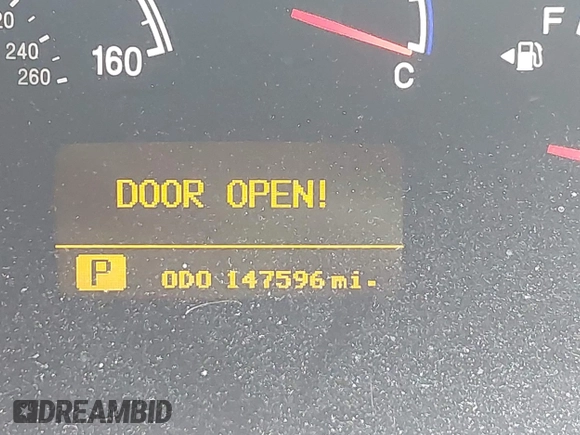 20
240
260
160
C
F
DOOR OPEN!
P ODO 147596 mi.
DREAMBID